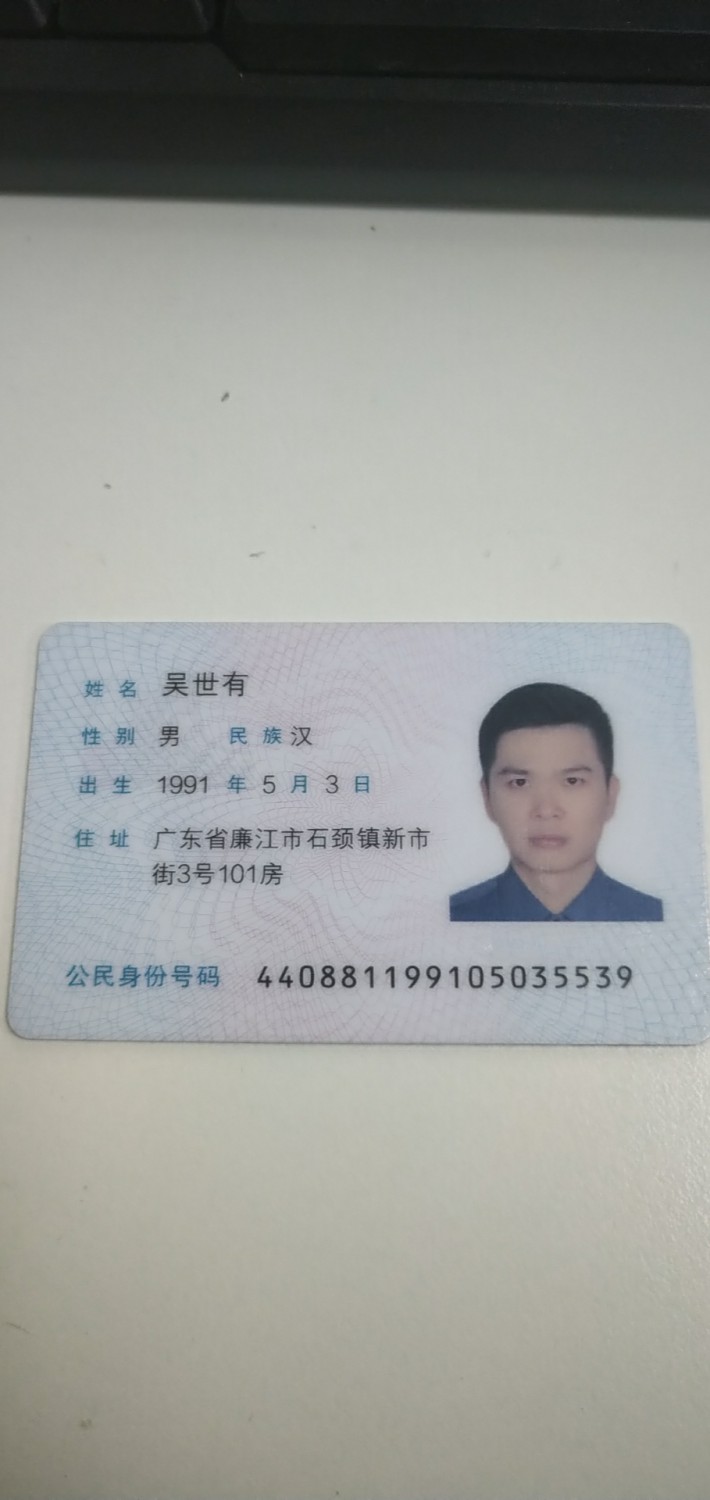 姓名 吴世有
性别 男 民族 汉
出生 1991 年 5 月 3 日
住址 广东省廉江市石颈镇新市
街3号101房
公民身份号码 440881199105035539